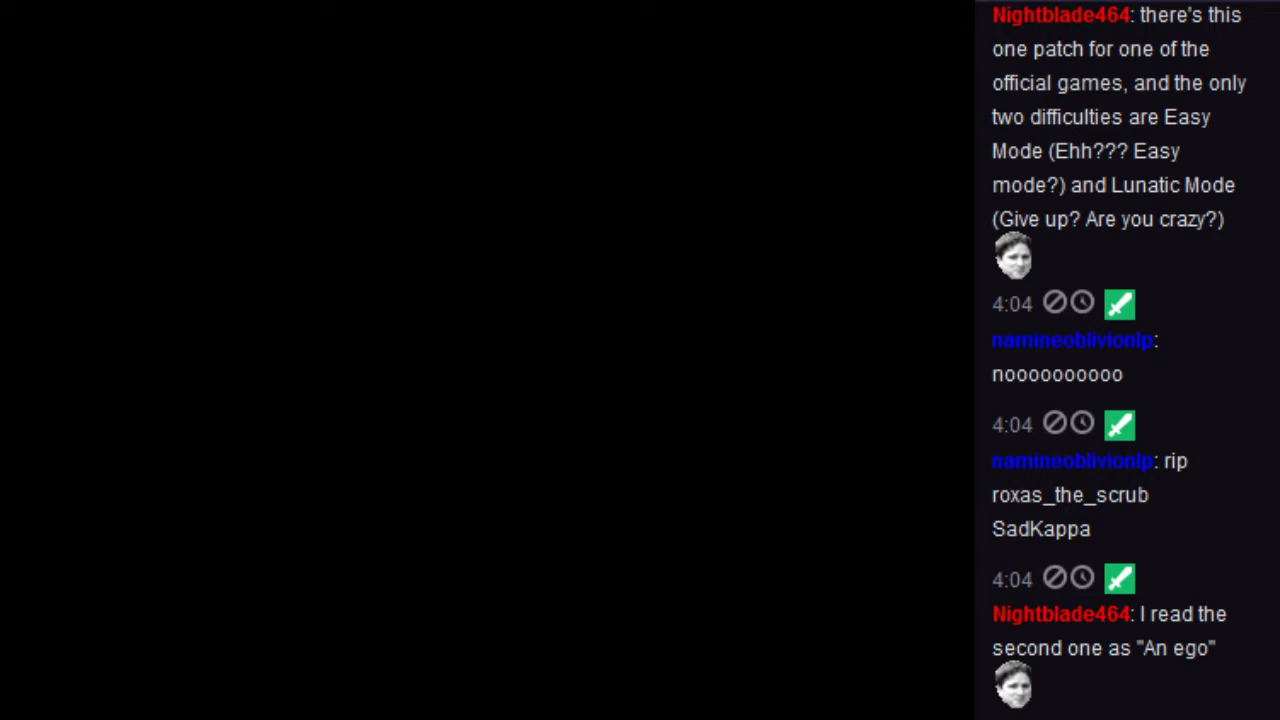 Nightblade464: there's this
one patch for one of the
official games, and the only
two difficulties are Easy
Mode (Ehh??? Easy
mode?) and Lunatic Mode
(Give up? Are you crazy?)
4:04
namineoblivionlp:
nooooooooooo
4:04
namineoblivionlp: rip
roxas_the_scrub
SadKappa
4:04
Nightblade464: I read the
second one as "An ego"